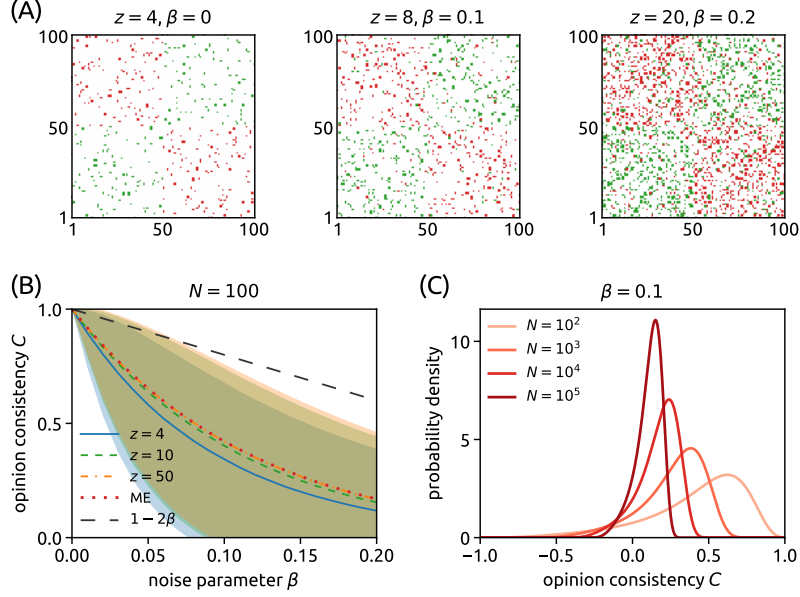 (A)
z = 4, β = 0
z = 8, β = 0.1
z = 20, β = 0.2
100
50
1
1
50
100
100
50
1
1
50
100
100
50
1
1
50
100
(B)
N = 100
1.0
0.5
0.0
opinion consistency C
z = 4
z = 10
z = 50
ME
1 − 2β
0.00
0.05
0.10
0.15
0.20
noise parameter β
(C)
β = 0.1
10
5
0
probability density
N = 10²
N = 10³
N = 10⁴
N = 10⁵
−1.0
−0.5
0.0
0.5
1.0
opinion consistency C